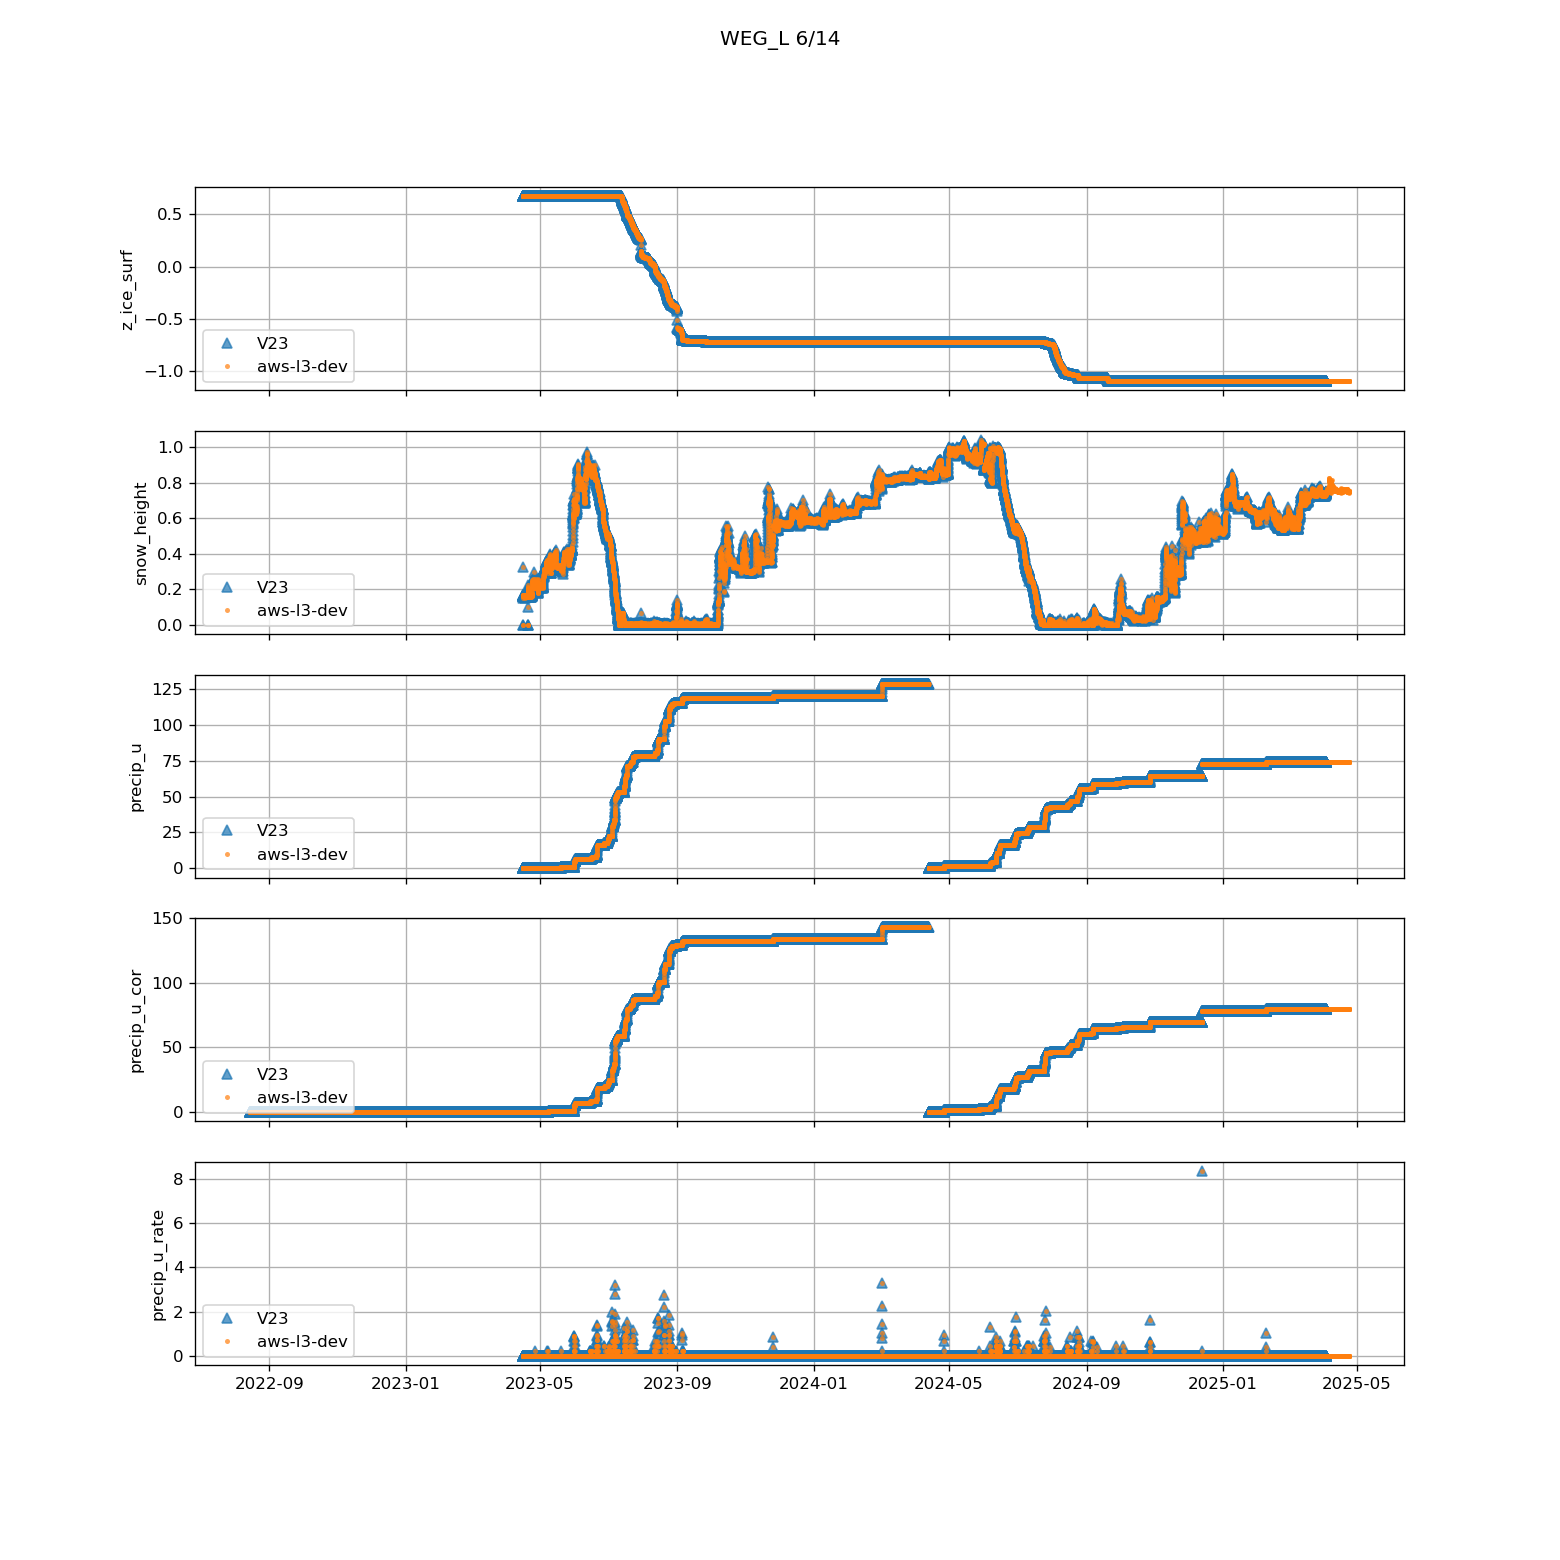 WEG_L 6/14
z_ice_surf
0.5
0.0
−0.5
−1.0
V23
aws-l3-dev
snow_height
1.0
0.8
0.6
0.4
0.2
0.0
V23
aws-l3-dev
precip_u
125
100
75
50
25
0
V23
aws-l3-dev
precip_u_cor
150
100
50
0
V23
aws-l3-dev
precip_u_rate
8
6
4
2
0
V23
aws-l3-dev
2022-09 2023-01 2023-05 2023-09 2024-01 2024-05 2024-09 2025-01 2025-05